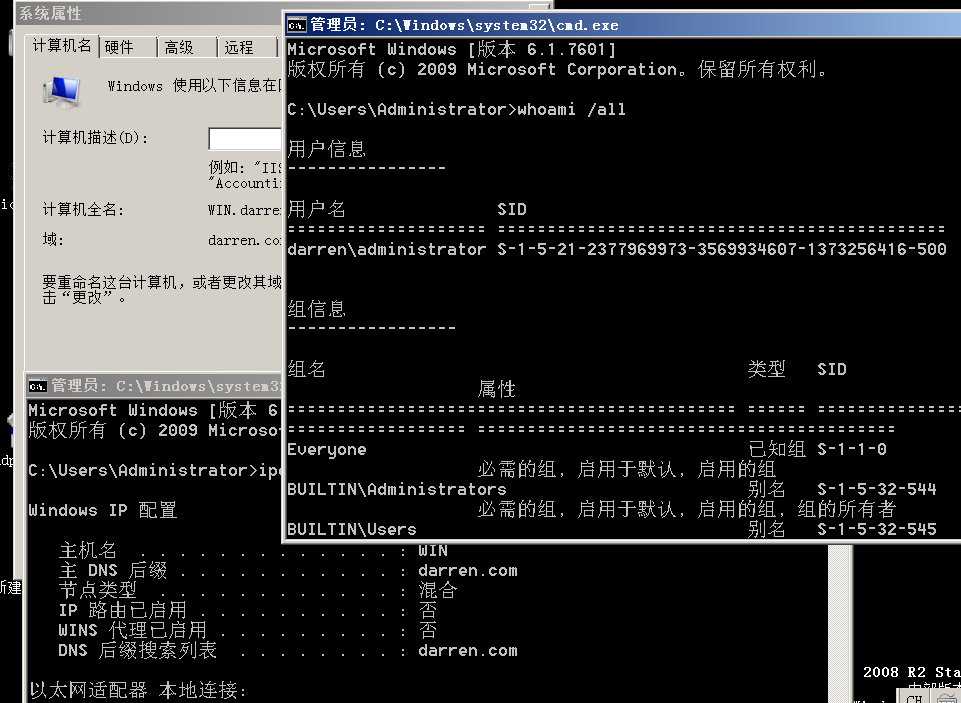 系统属性
计算机名 硬件 高级 远程
Windows 使用以下信息在
计算机描述(D):
例如: "IIS
"Accounti
计算机全名: WIN.darre
域: darren.co
要重命名这台计算机，或者更改其域
击“更改”。
管理员: C:\Windows\system32\cmd.exe
Microsoft Windows [版本 6.1.7601]
版权所有 (c) 2009 Microsoft Corporation。保留所有权利。
C:\Users\Administrator>whoami /all
用户信息
----------------
用户名 SID
==================== ============================================
darren\administrator S-1-5-21-2377969973-3569934607-1373256416-500
组信息
-----------------
组名 类型 SID
属性
Everyone 已知组 S-1-1-0
必需的组, 启用于默认, 启用的组
BUILTIN\Administrators 别名 S-1-5-32-544
必需的组, 启用于默认, 启用的组, 组的所有者
BUILTIN\Users 别名 S-1-5-32-545
管理员: C:\Windows\system3
Microsoft Windows [版本 6
版权所有 (c) 2009 Microso
C:\Users\Administrator>ip
Windows IP 配置
主机名 . . . . . . . . . . . . . : WIN
主 DNS 后缀 . . . . . . . . . . . : darren.com
节点类型 . . . . . . . . . . . . : 混合
IP 路由已启用 . . . . . . . . . . : 否
WINS 代理已启用 . . . . . . . . . : 否
DNS 后缀搜索列表 . . . . . . . . : darren.com
以太网适配器 本地连接:
新建
2008 R2 Sta
CH